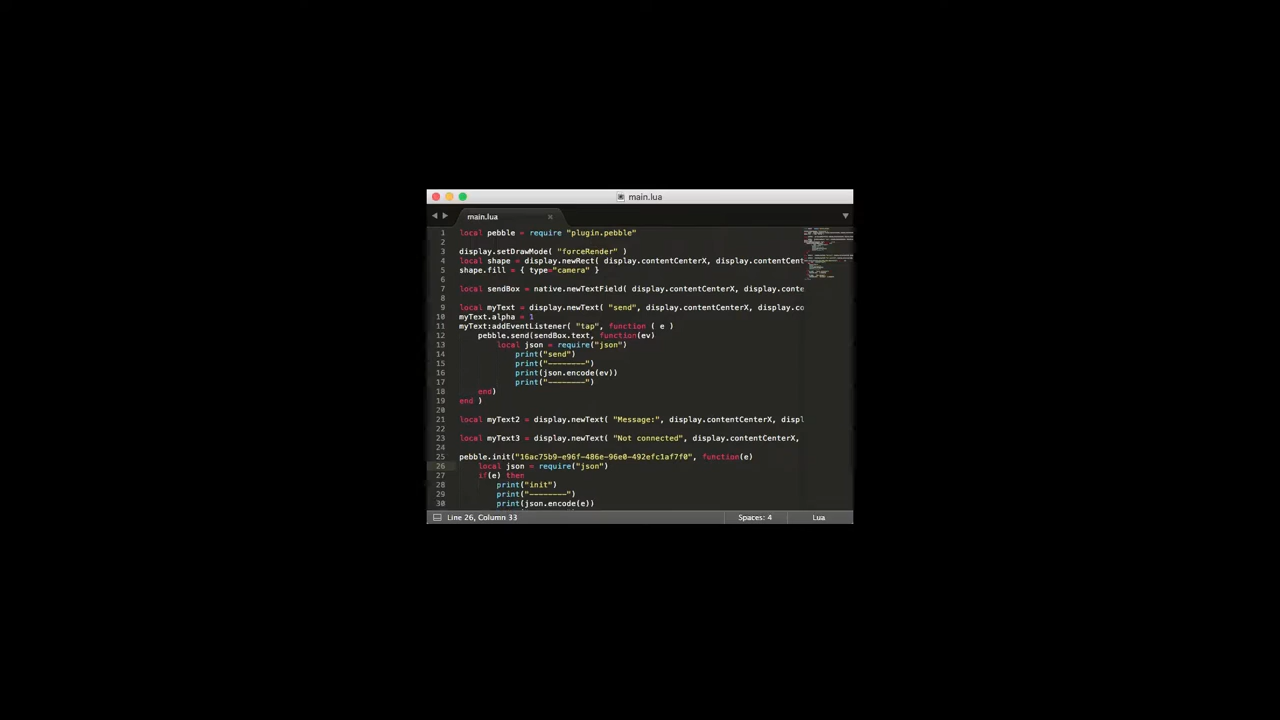 main.lua
main.lua
1 local pebble = require "plugin.pebble"
2
3 display.setDrawMode( "forceRender" )
4 local shape = display.newRect( display.contentCenterX, display.contentCent
5 shape.fill = { type="camera" }
6
7 local sendBox = native.newTextField( display.contentCenterX, display.conte
8
9 local myText = display.newText( "send", display.contentCenterX, display.co
10 myText.alpha = 1
11 myText:addEventListener( "tap", function ( e )
12 pebble.send(sendBox.text, function(ev)
13 local json = require("json")
14 print("send")
15 print("--------")
16 print(json.encode(ev))
17 print("--------")
18 end)
19 end )
20
21 local myText2 = display.newText( "Message:", display.contentCenterX, displ
22
23 local myText3 = display.newText( "Not connected", display.contentCenterX,
24
25 pebble.init("16ac75b9-e96f-486e-96e0-492efc1af7f0", function(e)
26 local json = require("json")
27 if(e) then
28 print("init")
29 print("--------")
30 print(json.encode(e))
Line 26, Column 33 Spaces: 4 Lua